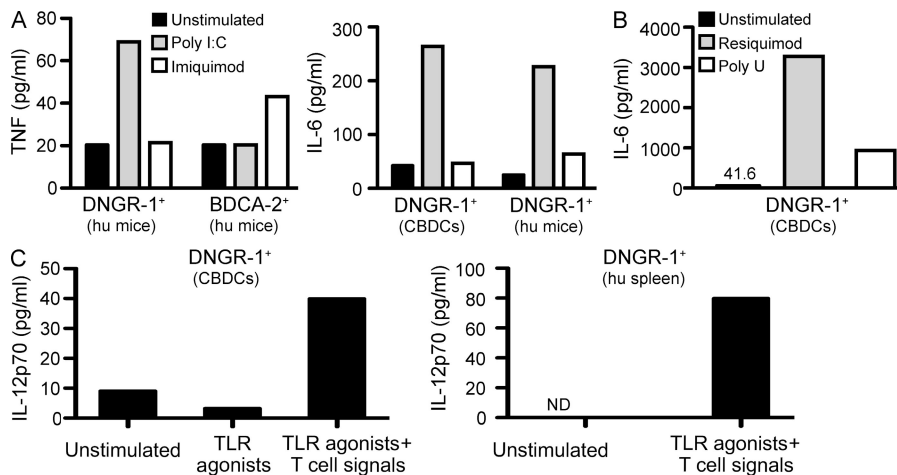 A
TNF (pg/ml)
80
60
40
20
0
Unstimulated
Poly I:C
Imiquimod
DNGR-1⁺
(hu mice)
BDCA-2⁺
(hu mice)
IL-6 (pg/ml)
300
200
100
0
DNGR-1⁺
(CBDCs)
DNGR-1⁺
(hu mice)
B
IL-6 (pg/ml)
4000
3000
2000
1000
0
Unstimulated
Resiquimod
Poly U
41.6
DNGR-1⁺
(CBDCs)
C
DNGR-1⁺
(CBDCs)
IL-12p70 (pg/ml)
50
40
30
20
10
0
Unstimulated
TLR
agonists
TLR agonists+
T cell signals
DNGR-1⁺
(hu spleen)
IL-12p70 (pg/ml)
100
80
60
40
20
0
ND
Unstimulated
TLR agonists+
T cell signals